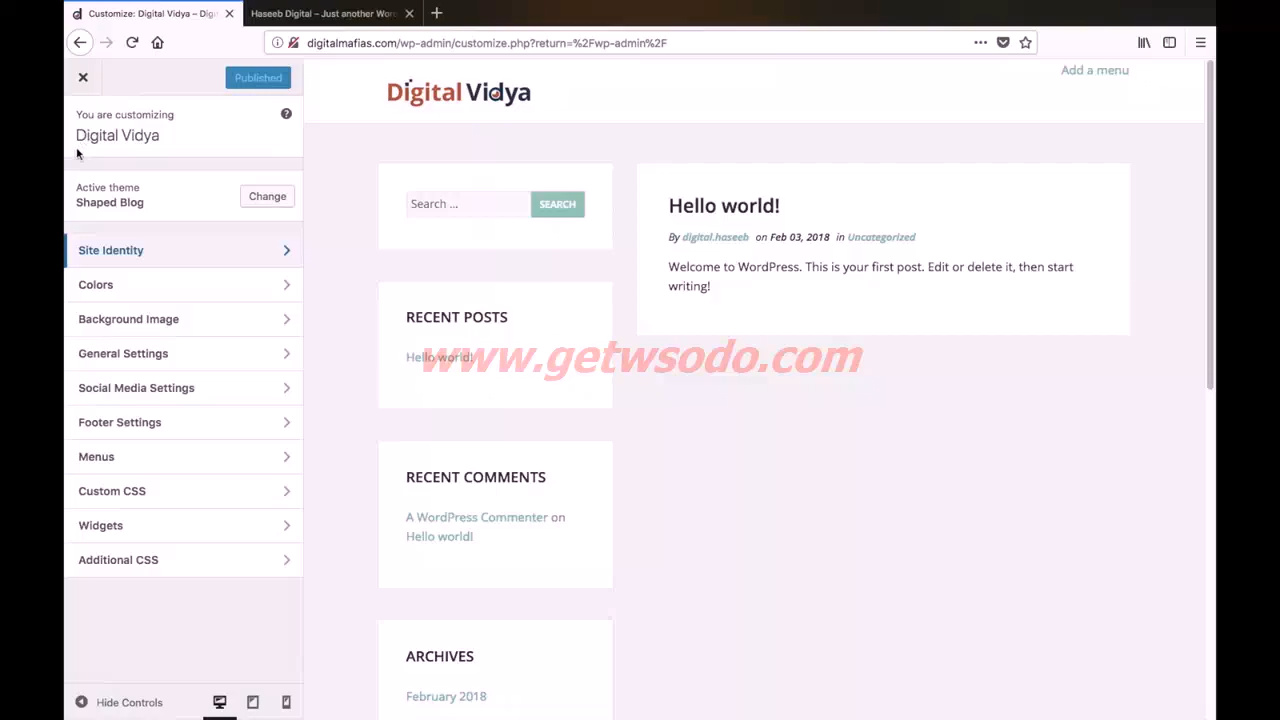 Customize: Digital Vidya – Digi
Haseeb Digital – Just another Wor
digitalmafias.com/wp-admin/customize.php?return=%2Fwp-admin%2F
Published
You are customizing
Digital Vidya
Active theme
Shaped Blog
Change
Site Identity
Colors
Background Image
General Settings
Social Media Settings
Footer Settings
Menus
Custom CSS
Widgets
Additional CSS
Hide Controls
Digital Vidya
Add a menu
Search ...
SEARCH
RECENT POSTS
Hello world!
RECENT COMMENTS
A WordPress Commenter on
Hello world!
ARCHIVES
February 2018
Hello world!
By digital.haseeb on Feb 03, 2018 in Uncategorized
Welcome to WordPress. This is your first post. Edit or delete it, then start
writing!
www.getwsodo.com